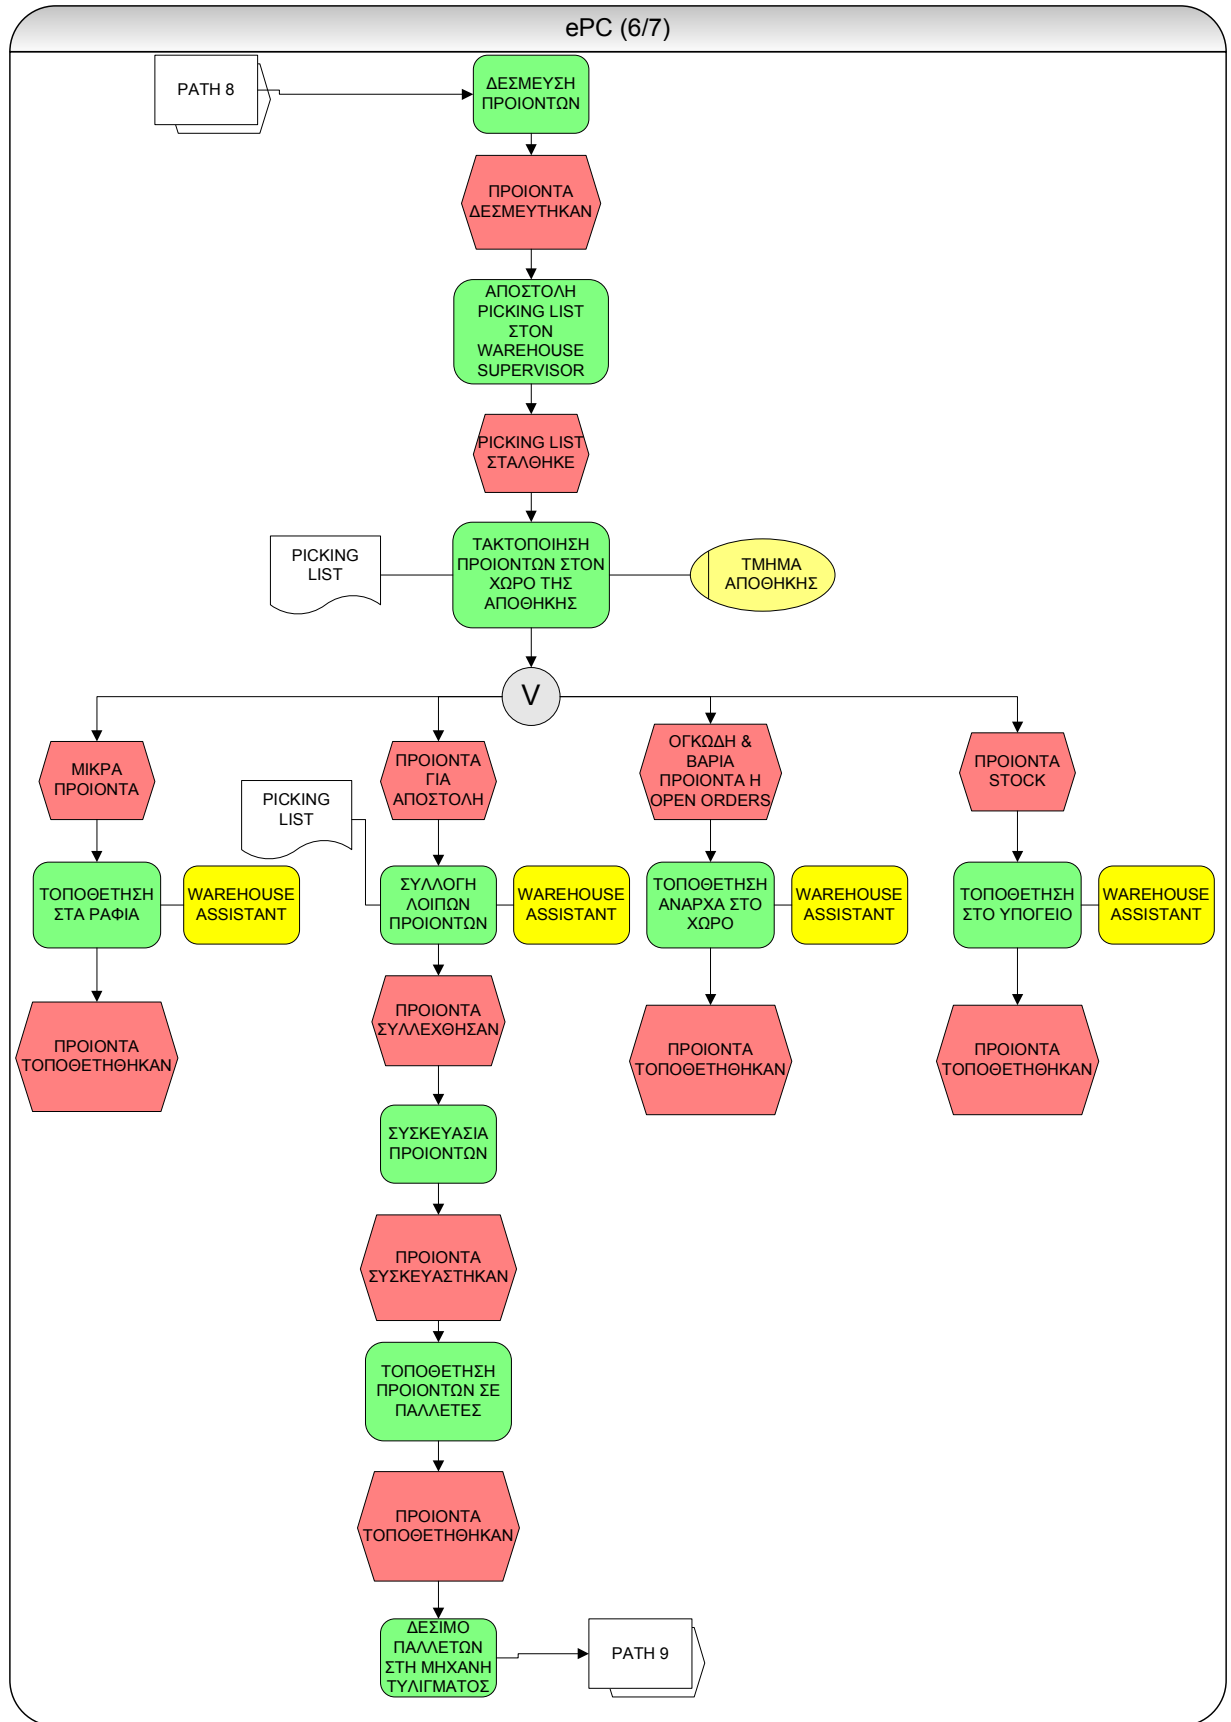 ePC (6/7)
PATH 8
ΔΕΣΜΕΥΣΗ
ΠΡΟΙΟΝΤΩΝ
ΠΡΟΙΟΝΤΑ
ΔΕΣΜΕΥΤΗΚΑΝ
ΑΠΟΣΤΟΛΗ
PICKING LIST
ΣΤΟΝ
WAREHOUSE
SUPERVISOR
PICKING LIST
ΣΤΑΛΘΗΚΕ
PICKING
LIST
ΤΑΚΤΟΠΟΙΗΣΗ
ΠΡΟΙΟΝΤΩΝ ΣΤΟΝ
ΧΩΡΟ ΤΗΣ
ΑΠΟΘΗΚΗΣ
ΤΜΗΜΑ
ΑΠΟΘΗΚΗΣ
V
ΜΙΚΡΑ
ΠΡΟΙΟΝΤΑ
ΠΡΟΙΟΝΤΑ
ΓΙΑ
ΑΠΟΣΤΟΛΗ
ΟΓΚΩΔΗ &
ΒΑΡΙΑ
ΠΡΟΙΟΝΤΑ Η
OPEN ORDERS
ΠΡΟΙΟΝΤΑ
STOCK
PICKING
LIST
ΤΟΠΟΘΕΤΗΣΗ
ΣΤΑ ΡΑΦΙΑ
WAREHOUSE
ASSISTANT
ΣΥΛΛΟΓΗ
ΛΟΙΠΩΝ
ΠΡΟΙΟΝΤΩΝ
WAREHOUSE
ASSISTANT
ΤΟΠΟΘΕΤΗΣΗ
ΑΝΑΡΧΑ ΣΤΟ
ΧΩΡΟ
WAREHOUSE
ASSISTANT
ΤΟΠΟΘΕΤΗΣΗ
ΣΤΟ ΥΠΟΓΕΙΟ
WAREHOUSE
ASSISTANT
ΠΡΟΙΟΝΤΑ
ΤΟΠΟΘΕΤΗΘΗΚΑΝ
ΠΡΟΙΟΝΤΑ
ΣΥΛΛΕΧΘΗΣΑΝ
ΠΡΟΙΟΝΤΑ
ΤΟΠΟΘΕΤΗΘΗΚΑΝ
ΠΡΟΙΟΝΤΑ
ΤΟΠΟΘΕΤΗΘΗΚΑΝ
ΣΥΣΚΕΥΑΣΙΑ
ΠΡΟΙΟΝΤΩΝ
ΠΡΟΙΟΝΤΑ
ΣΥΣΚΕΥΑΣΤΗΚΑΝ
ΤΟΠΟΘΕΤΗΣΗ
ΠΡΟΙΟΝΤΩΝ ΣΕ
ΠΑΛΛΕΤΕΣ
ΠΡΟΙΟΝΤΑ
ΤΟΠΟΘΕΤΗΘΗΚΑΝ
ΔΕΣΙΜΟ
ΠΑΛΛΕΤΩΝ
ΣΤΗ ΜΗΧΑΝΗ
ΤΥΛΙΓΜΑΤΟΣ
PATH 9